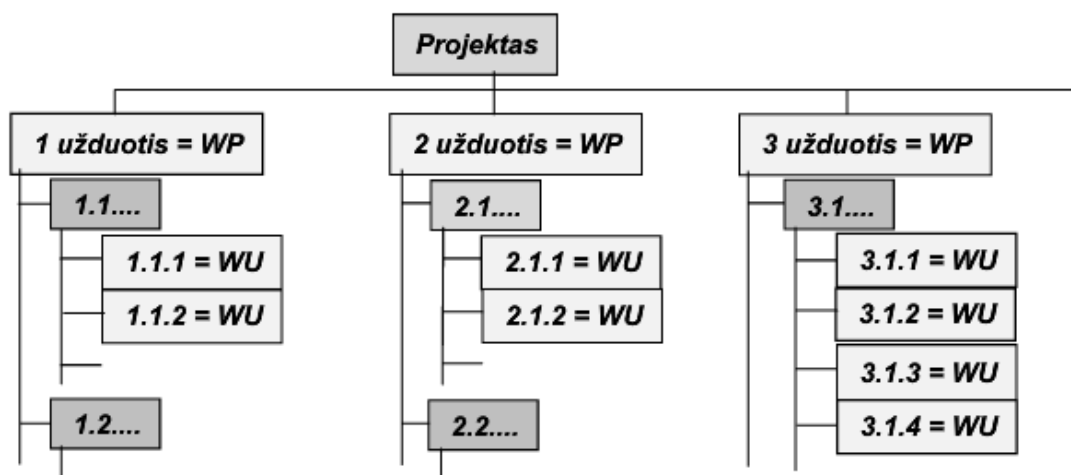 Projektas
1 užduotis = WP
2 užduotis = WP
3 užduotis = WP
1.1....
2.1....
3.1....
1.1.1 = WU
2.1.1 = WU
3.1.1 = WU
1.1.2 = WU
2.1.2 = WU
3.1.2 = WU
3.1.3 = WU
1.2....
2.2....
3.1.4 = WU